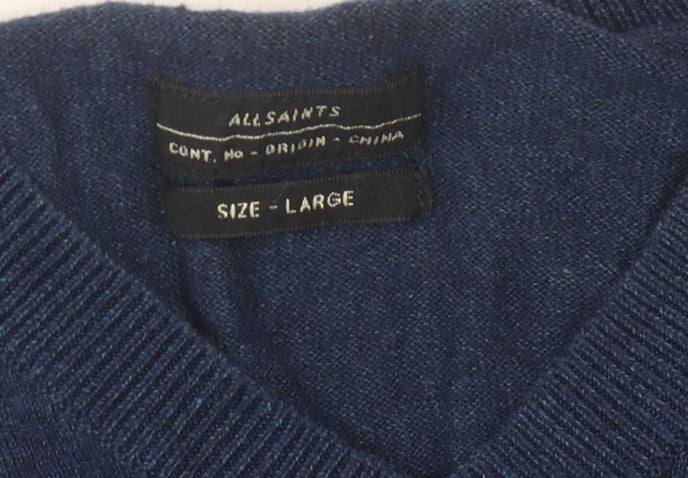 ALLSAINTS
CONT. No - ORIGIN - CHINA
SIZE - LARGE